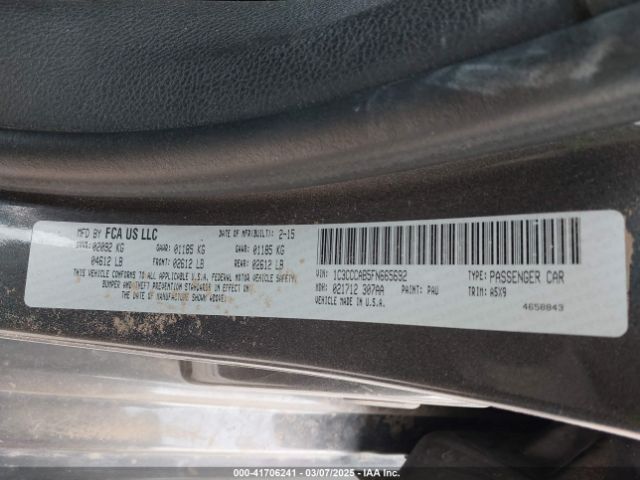 MFD BY FCA US LLC DATE OF MFR(BUILT): 2-15
GVWR: 02092 KG GAWR: 01185 KG GAWR: 01185 KG
04612 LB FRONT: 02612 LB REAR: 02612 LB
THIS VEHICLE CONFORMS TO ALL APPLICABLE U.S.A. FEDERAL MOTOR VEHICLE SAFETY,
BUMPER AND THEFT PREVENTION STANDARDS IN EFFECT ON
THE DATE OF MANUFACTURE SHOWN ABOVE:
VIN: 1C3CCCAB5FN665692 TYPE: PASSENGER CAR
MDH: 021712 307AA PAINT: PAU TRIM: A5X9
VEHICLE MADE IN U.S.A. 4658843
000-41706241 - 03/07/2025 - IAA Inc.